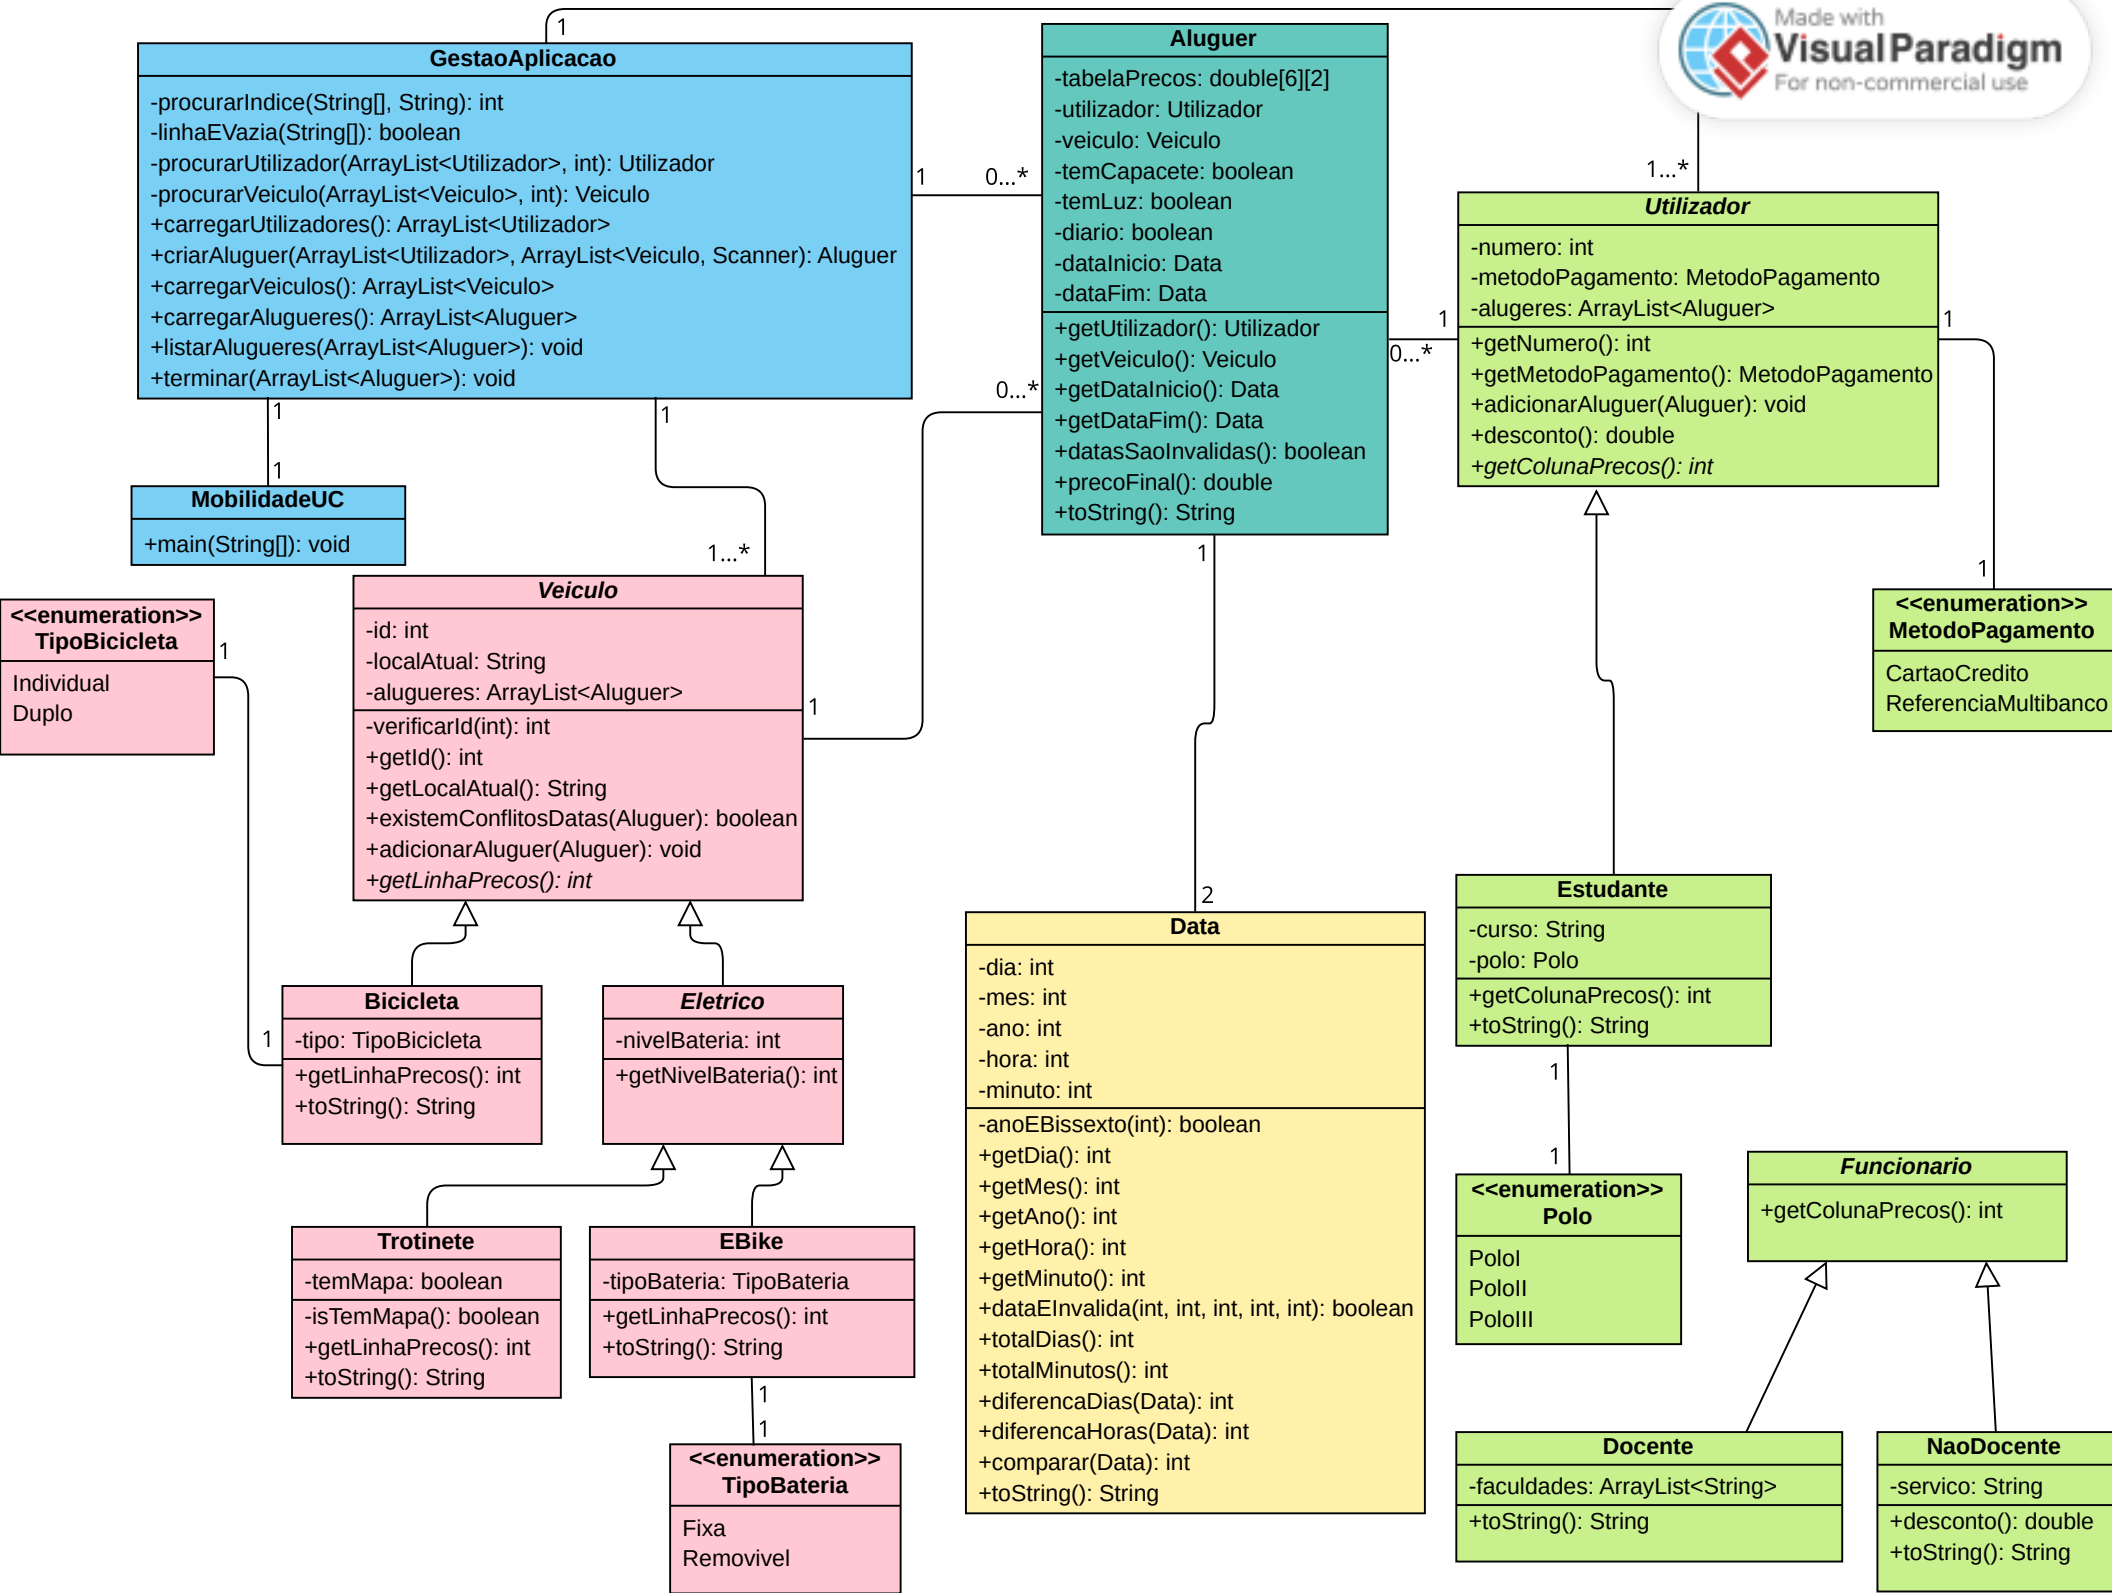 Made with
Visual Paradigm
For non-commercial use
1
GestaoAplicacao
-procurarIndice(String[], String): int
-linhaEVazia(String[]): boolean
-procurarUtilizador(ArrayList<Utilizador>, int): Utilizador
-procurarVeiculo(ArrayList<Veiculo>, int): Veiculo
+carregarUtilizadores(): ArrayList<Utilizador>
+criarAluguer(ArrayList<Utilizador>, ArrayList<Veiculo, Scanner): Aluguer
+carregarVeiculos(): ArrayList<Veiculo>
+carregarAlugueres(): ArrayList<Aluguer>
+listarAlugueres(ArrayList<Aluguer>): void
+terminar(ArrayList<Aluguer>): void
1
0...*
1
1
1
1...*
MobilidadeUC
+main(String[]): void
Aluguer
-tabelaPrecos: double[6][2]
-utilizador: Utilizador
-veiculo: Veiculo
-temCapacete: boolean
-temLuz: boolean
-diario: boolean
-dataInicio: Data
-dataFim: Data
+getUtilizador(): Utilizador
+getVeiculo(): Veiculo
+getDataInicio(): Data
+getDataFim(): Data
+datasSaoInvalidas(): boolean
+precoFinal(): double
+toString(): String
0...*
1
0...*
1
1...*
Utilizador
-numero: int
-metodoPagamento: MetodoPagamento
-alugeres: ArrayList<Aluguer>
+getNumero(): int
+getMetodoPagamento(): MetodoPagamento
+adicionarAluguer(Aluguer): void
+desconto(): double
+getColunaPrecos(): int
1
1
<<enumeration>>
MetodoPagamento
CartaoCredito
ReferenciaMultibanco
<<enumeration>>
TipoBicicleta
Individual
Duplo
1
1
Veiculo
-id: int
-localAtual: String
-alugueres: ArrayList<Aluguer>
-verificarId(int): int
+getId(): int
+getLocalAtual(): String
+existemConflitosDatas(Aluguer): boolean
+adicionarAluguer(Aluguer): void
+getLinhaPrecos(): int
1
Bicicleta
-tipo: TipoBicicleta
+getLinhaPrecos(): int
+toString(): String
Eletrico
-nivelBateria: int
+getNivelBateria(): int
Trotinete
-temMapa: boolean
-isTemMapa(): boolean
+getLinhaPrecos(): int
+toString(): String
EBike
-tipoBateria: TipoBateria
+getLinhaPrecos(): int
+toString(): String
1
1
<<enumeration>>
TipoBateria
Fixa
Removivel
2
Data
-dia: int
-mes: int
-ano: int
-hora: int
-minuto: int
-anoEBissexto(int): boolean
+getDia(): int
+getMes(): int
+getAno(): int
+getHora(): int
+getMinuto(): int
+dataEInvalida(int, int, int, int, int): boolean
+totalDias(): int
+totalMinutos(): int
+diferencaDias(Data): int
+diferencaHoras(Data): int
+comparar(Data): int
+toString(): String
Estudante
-curso: String
-polo: Polo
+getColunaPrecos(): int
+toString(): String
1
1
<<enumeration>>
Polo
PoloI
PoloII
PoloIII
Funcionario
+getColunaPrecos(): int
Docente
-faculdades: ArrayList<String>
+toString(): String
NaoDocente
-servico: String
+desconto(): double
+toString(): String